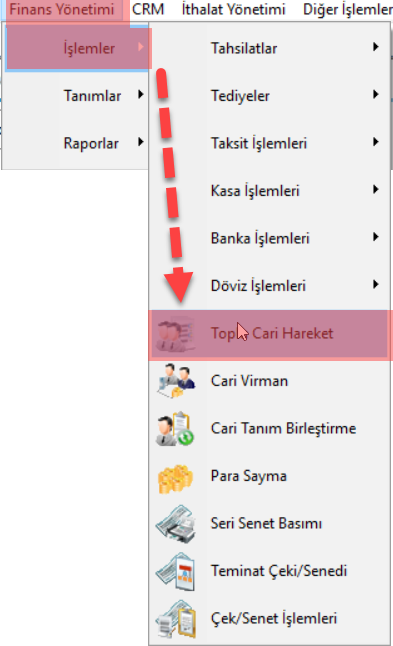 Finans Yönetimi CRM İthalat Yönetimi Diğer İşlemler
İşlemler
Tanımlar
Raporlar
Tahsilatlar
Tediyeler
Taksit İşlemleri
Kasa İşlemleri
Banka İşlemleri
Döviz İşlemleri
Toplu Cari Hareket
Cari Virman
Cari Tanım Birleştirme
Para Sayma
Seri Senet Basımı
Teminat Çeki/Senedi
Çek/Senet İşlemleri